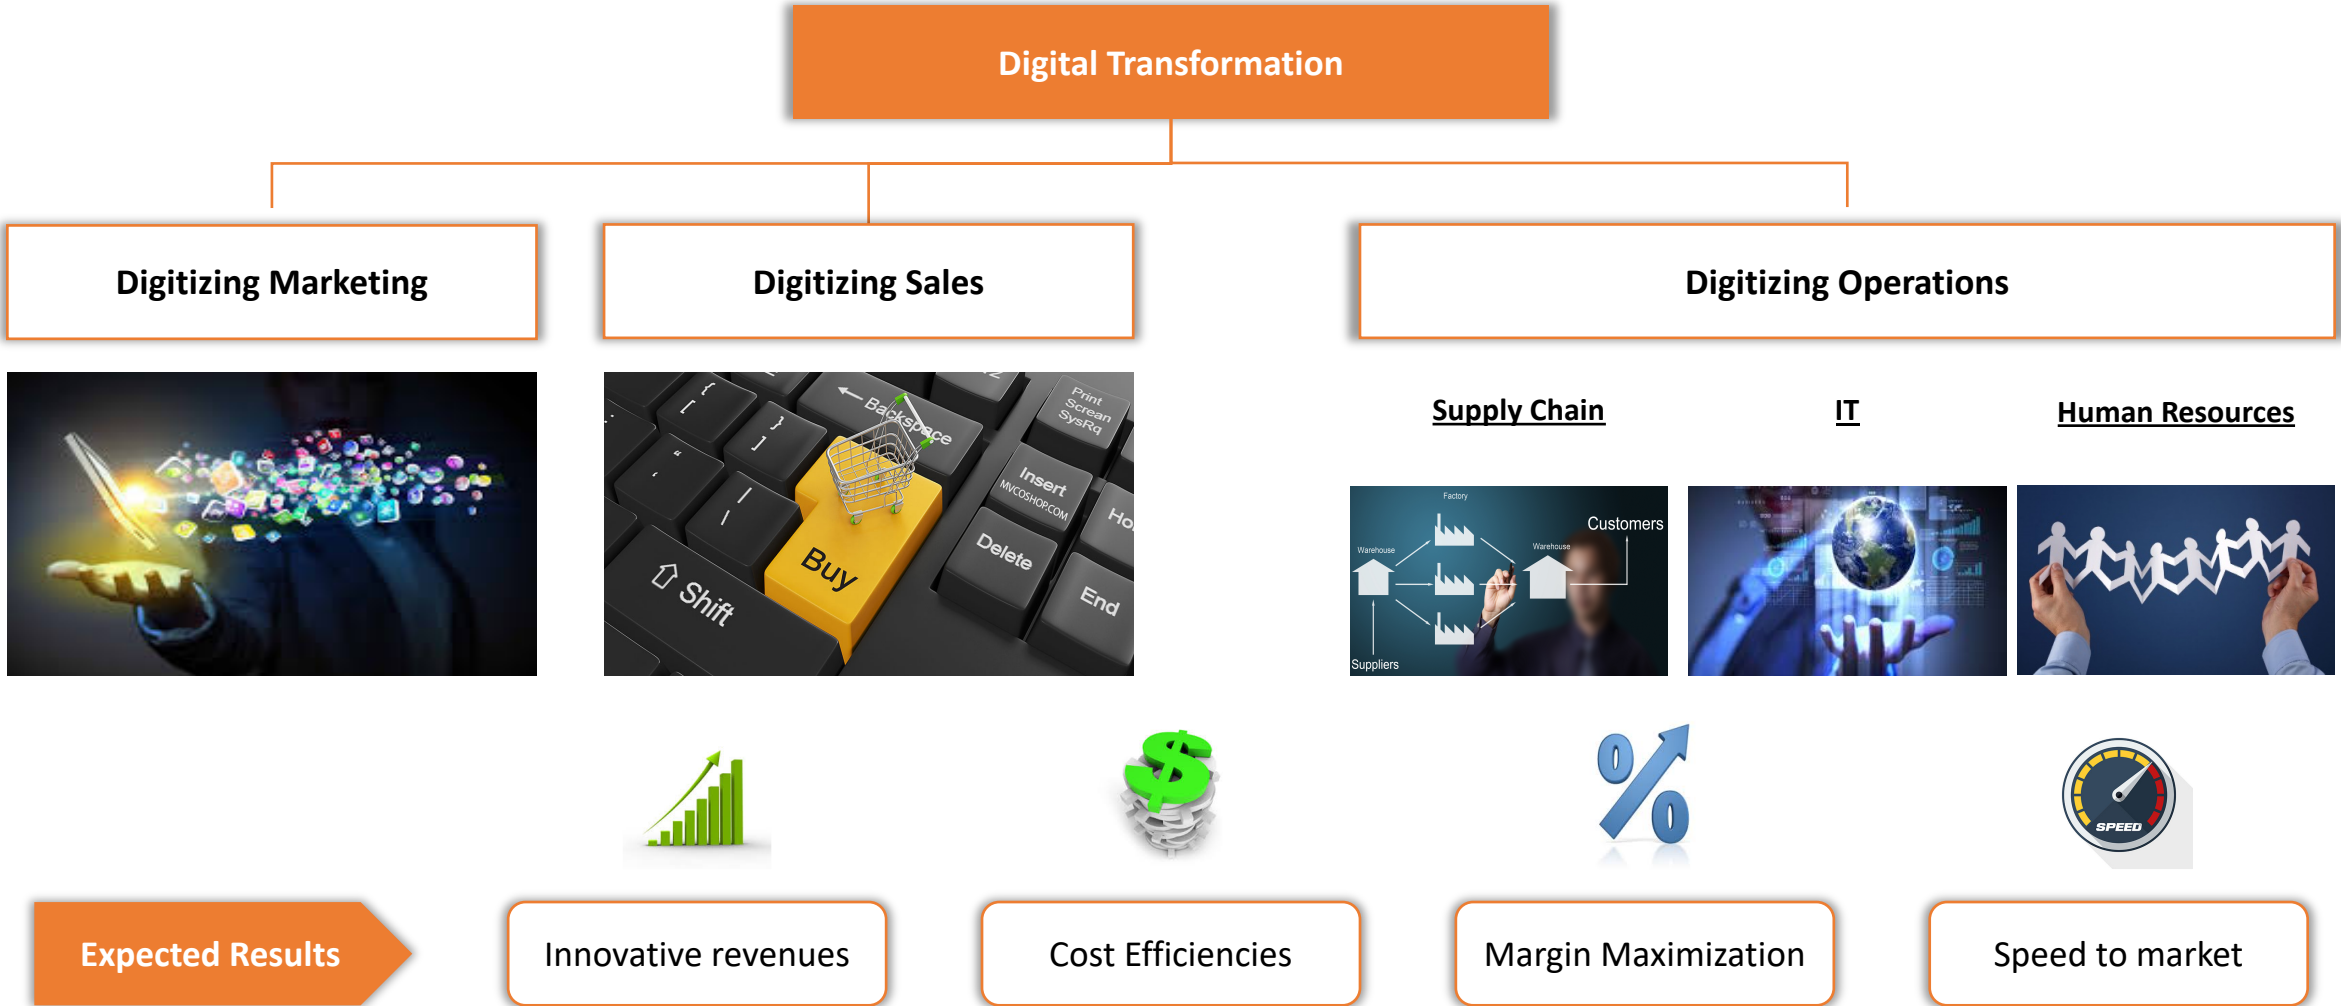 Digital Transformation
Digitizing Marketing
Digitizing Sales
Digitizing Operations
Supply Chain
IT
Human Resources
{
[
}
]
← Backspace
Print
Screan
SysRq
“
‘
|
\
Insert
MVCOSHOP.COM
Ho
Delete
End
Buy
⇧ Shift
Factory
Customers
Warehouse
Warehouse
Suppliers
SPEED
Expected Results
Innovative revenues
Cost Efficiencies
Margin Maximization
Speed to market